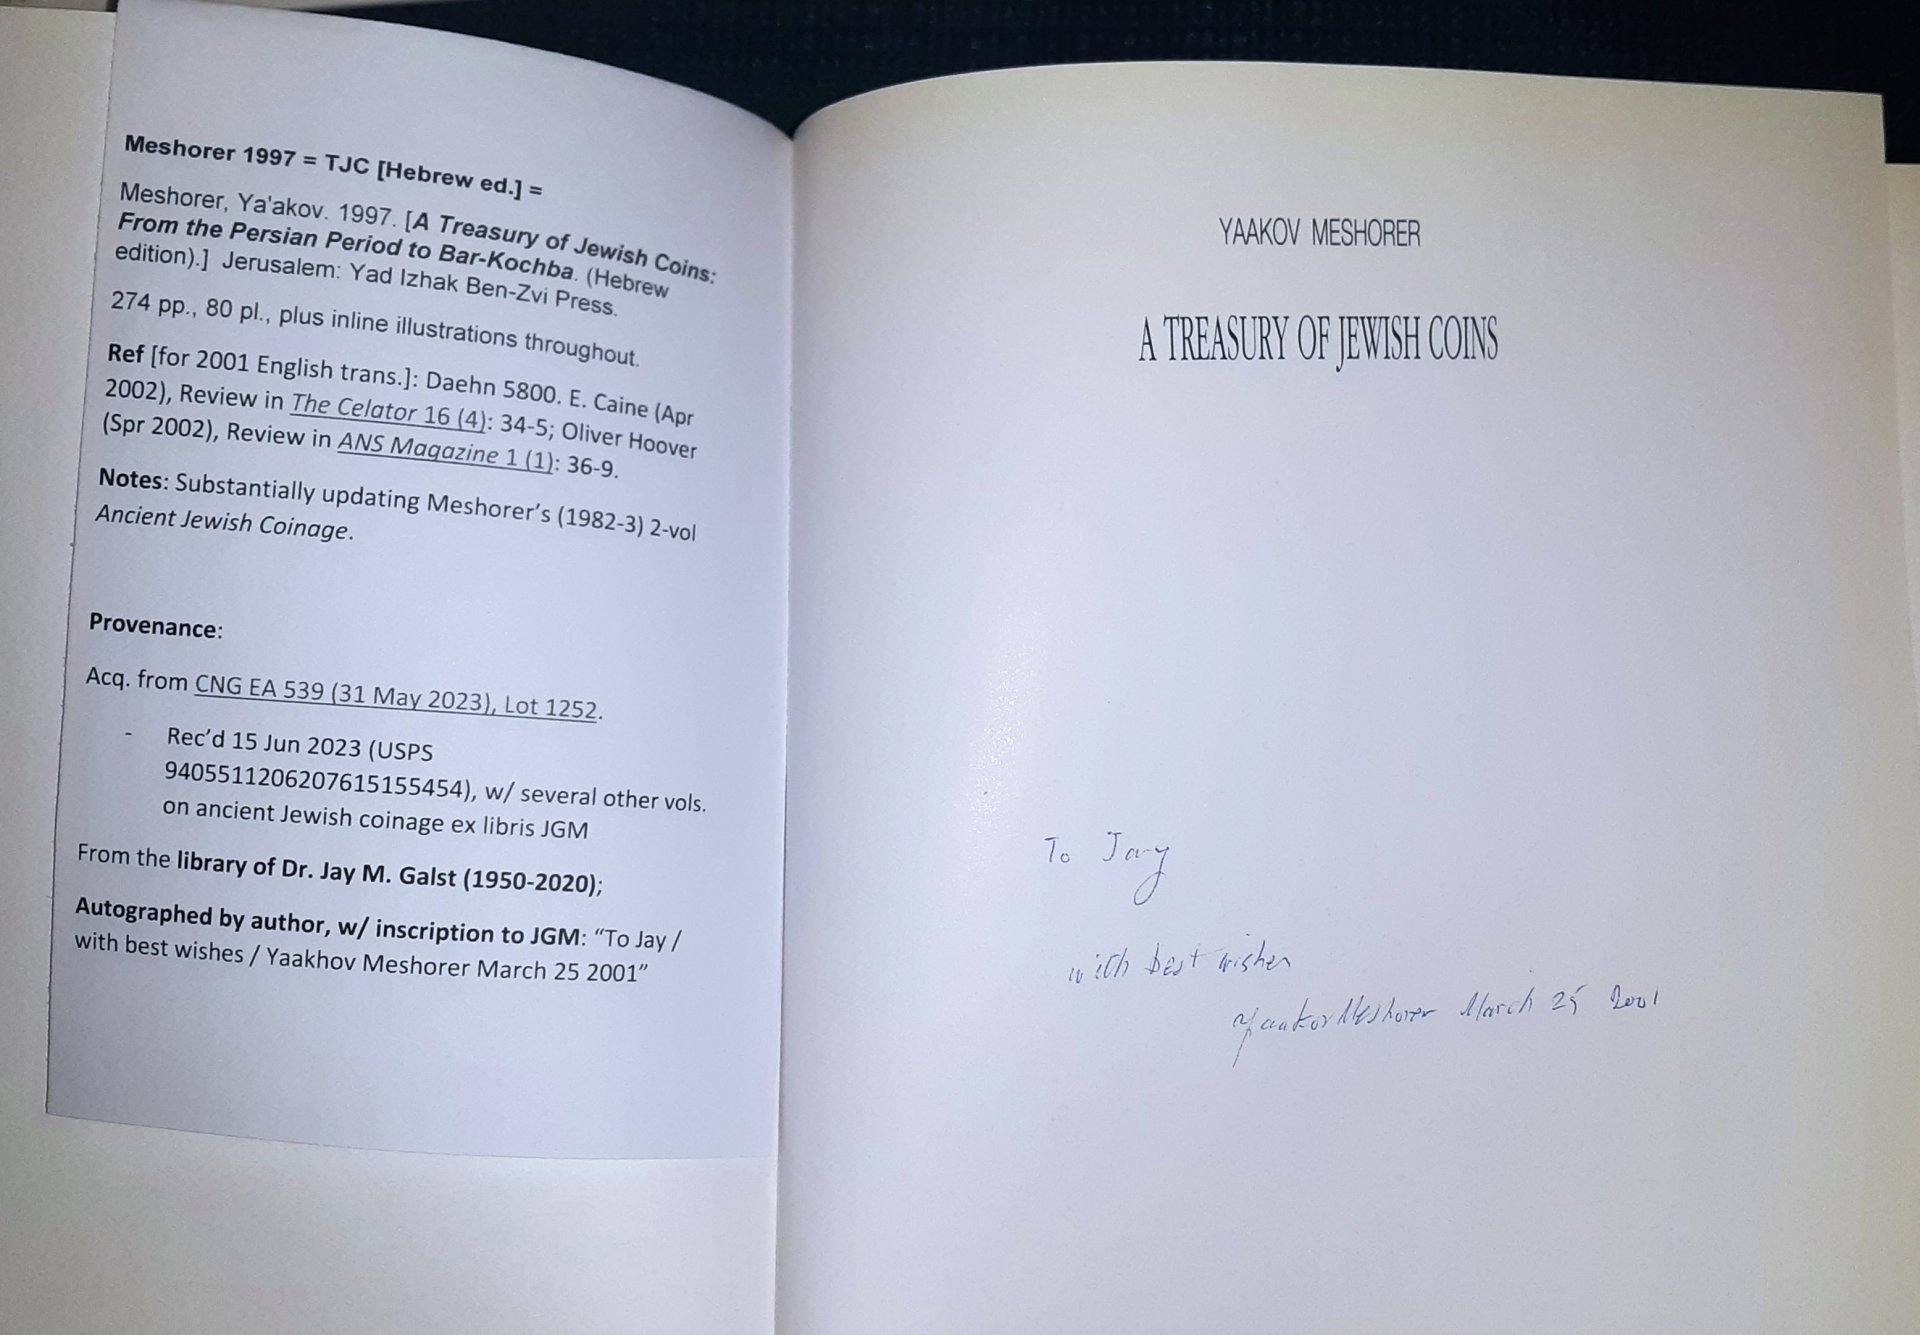 Meshorer 1997 = TJC [Hebrew ed.] =
Meshorer, Ya'akov. 1997. [A Treasury of Jewish Coins:
From the Persian Period to Bar-Kochba. (Hebrew
edition).] Jerusalem: Yad Izhak Ben-Zvi Press.
274 pp., 80 pl., plus inline illustrations throughout.
Ref [for 2001 English trans.]: Daehn 5800. E. Caine (Apr
2002), Review in The Celator 16 (4): 34-5; Oliver Hoover
(Spr 2002), Review in ANS Magazine 1 (1): 36-9.
Notes: Substantially updating Meshorer’s (1982-3) 2-vol
Ancient Jewish Coinage.
Provenance:
Acq. from CNG EA 539 (31 May 2023), Lot 1252.
- Rec’d 15 Jun 2023 (USPS
9405511206207615155454), w/ several other vols.
on ancient Jewish coinage ex libris JGM
From the library of Dr. Jay M. Galst (1950-2020);
Autographed by author, w/ inscription to JGM: “To Jay /
with best wishes / Yaakhov Meshorer March 25 2001”
YAAKOV MESHORER
A TREASURY OF JEWISH COINS
To Jay
with best wishes
Yaakov Meshorer March 25 2001